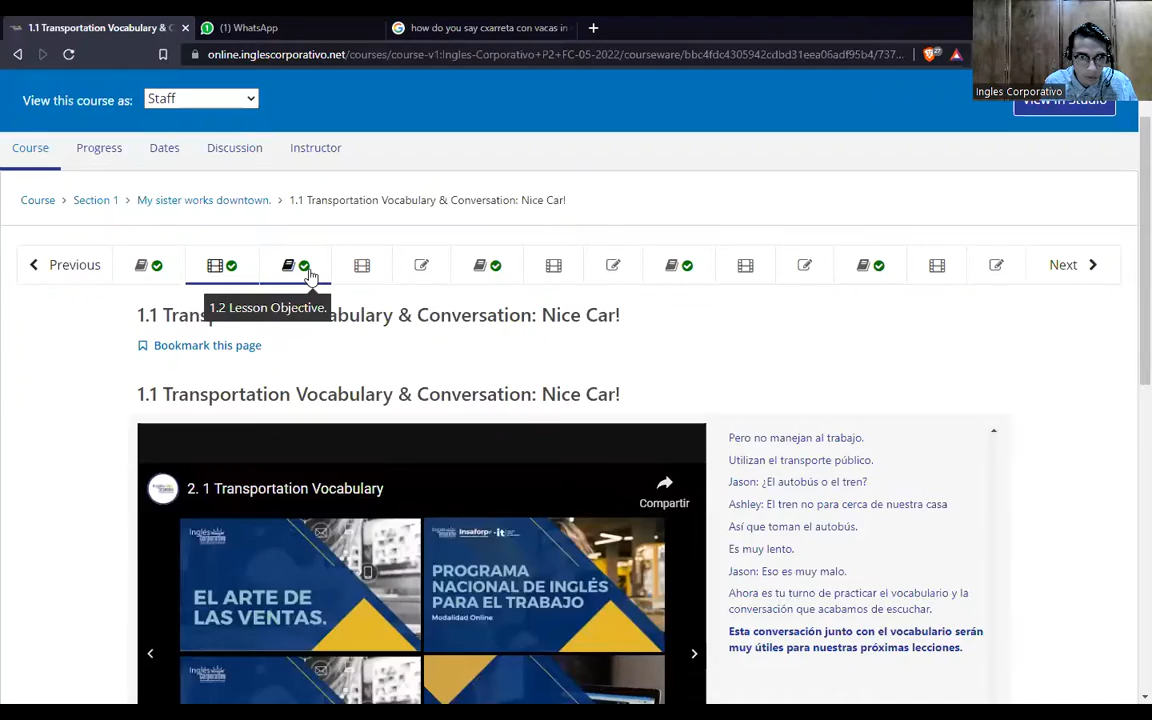 1.1 Transportation Vocabulary & C
(1) WhatsApp
how do you say cxarreta con vacas in
online.inglescorporativo.net/courses/course-v1:Ingles-Corporativo+P2+FC-05-2022/courseware/bbc4fdc4305942cdbd31eea06adf95b4/737...
27
Ingles Corporativo
View this course as:
Staff
View in Studio
Course
Progress
Dates
Discussion
Instructor
Course > Section 1 > My sister works downtown. > 1.1 Transportation Vocabulary & Conversation: Nice Car!
Previous
Next
1.2 Lesson Objective.
1.1 Tran bulary & Conversation: Nice Car!
Bookmark this page
1.1 Transportation Vocabulary & Conversation: Nice Car!
2. 1 Transportation Vocabulary
Compartir
EL ARTE DE
LAS VENTAS.
Inglés
Insaforp
PROGRAMA
NACIONAL DE INGLÉS
PARA EL TRABAJO
Modalidad Online
Pero no manejan al trabajo.
Utilizan el transporte público.
Jason: ¿El autobús o el tren?
Ashley: El tren no para cerca de nuestra casa
Así que toman el autobús.
Es muy lento.
Jason: Eso es muy malo.
Ahora es tu turno de practicar el vocabulario y la
conversación que acabamos de escuchar.
Esta conversación junto con el vocabulario serán
muy útiles para nuestras próximas lecciones.